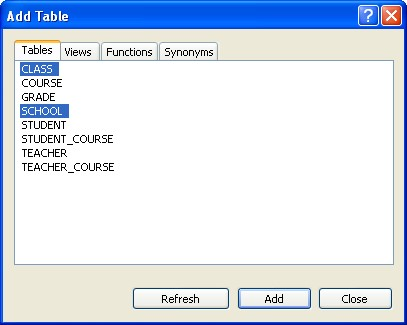 Add Table
Tables Views Functions Synonyms
CLASS
COURSE
GRADE
SCHOOL
STUDENT
STUDENT_COURSE
TEACHER
TEACHER_COURSE
Refresh Add Close